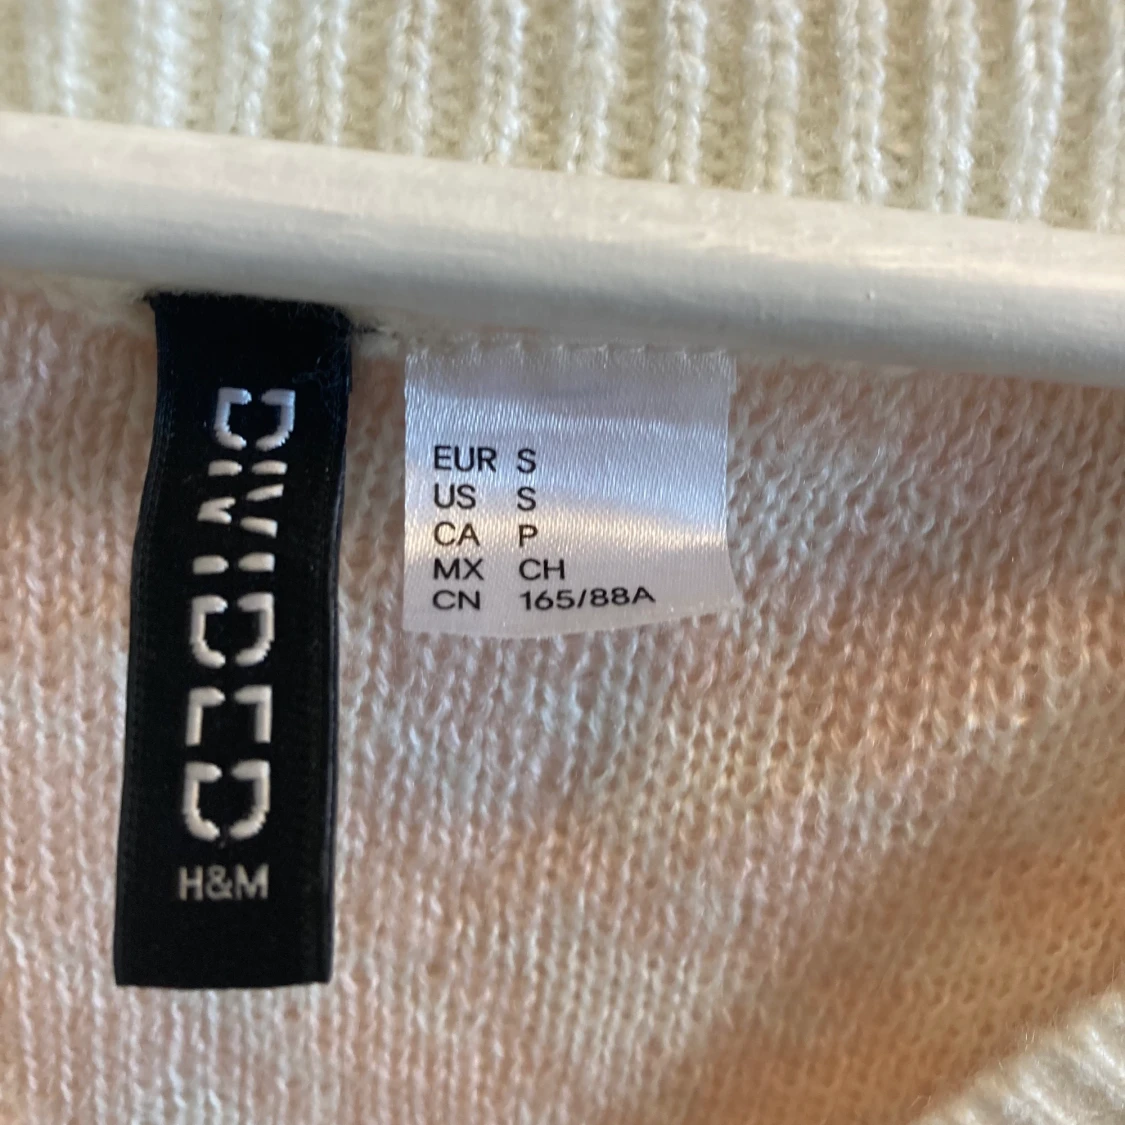 DIVIDED
H&M
EUR S
US S
CA P
MX CH
CN 165/88A